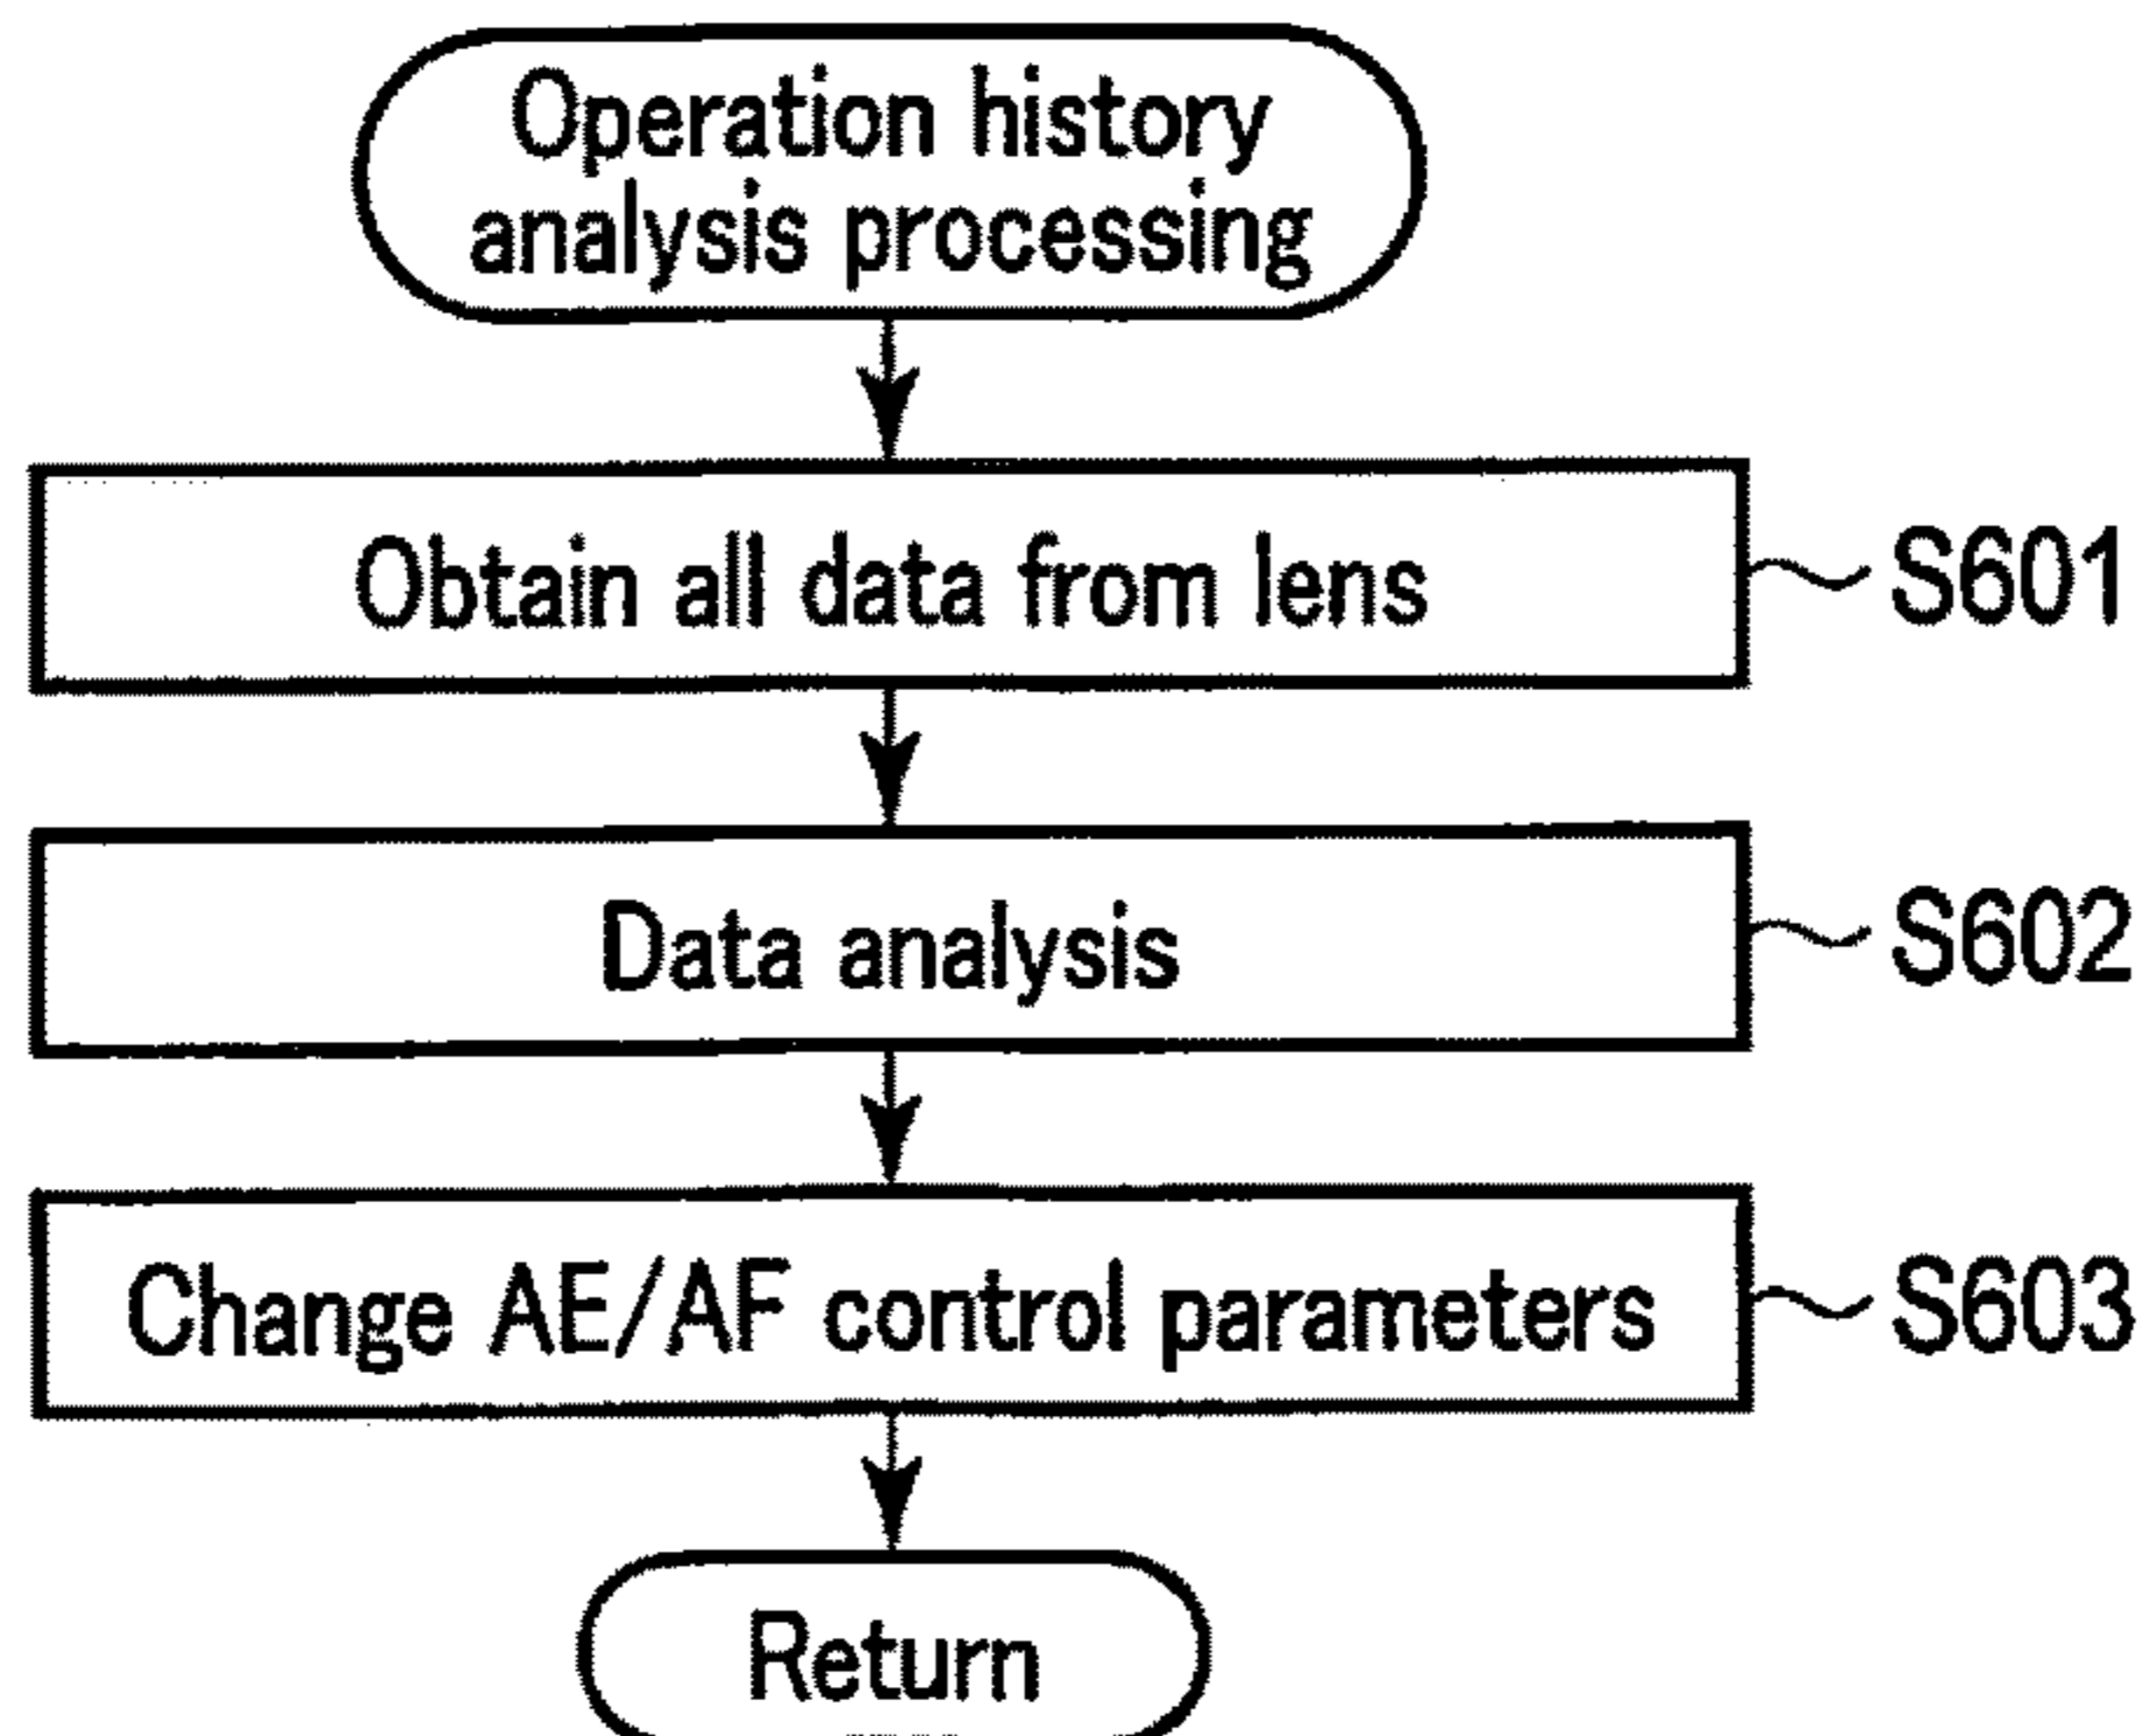 Operation history
analysis processing
Obtain all data from lens
S601
Data analysis
S602
Change AE/AF control parameters
S603
Return